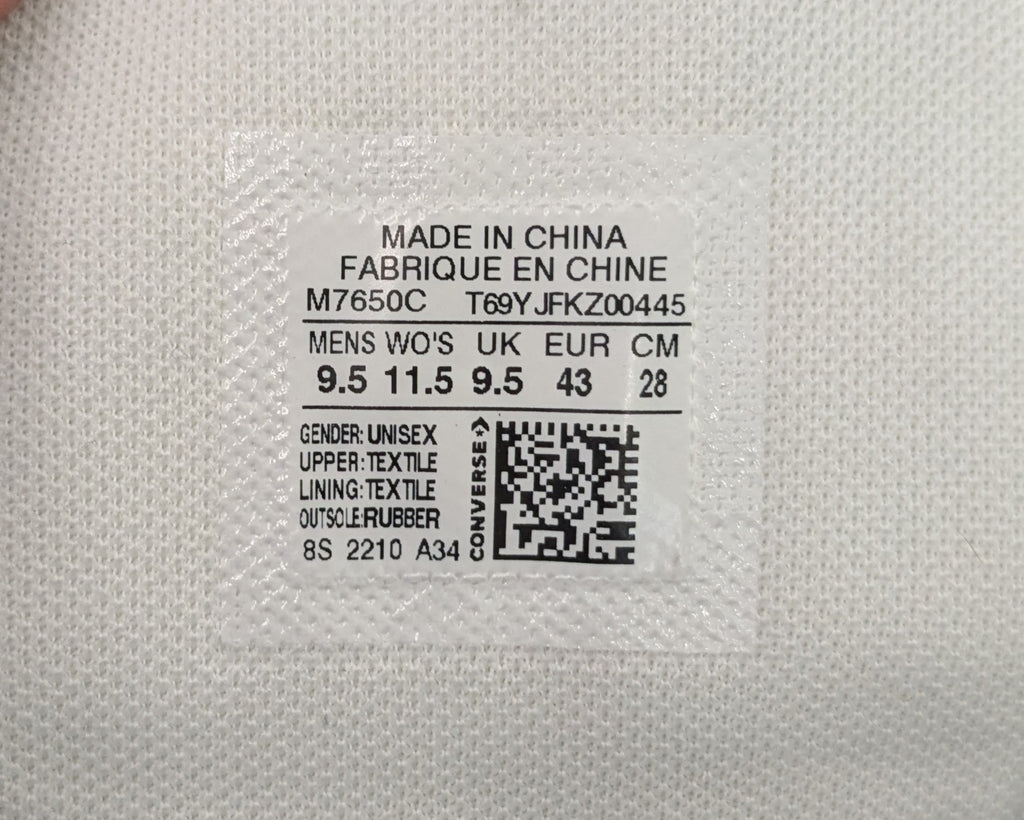 MADE IN CHINA
FABRIQUE EN CHINE
M7650C T69YJFKZ00445
MENS WO'S UK EUR CM
9.5 11.5 9.5 43 28
GENDER: UNISEX
UPPER: TEXTILE
LINING: TEXTILE
OUTSOLE: RUBBER
8S 2210 A34
CONVERSE